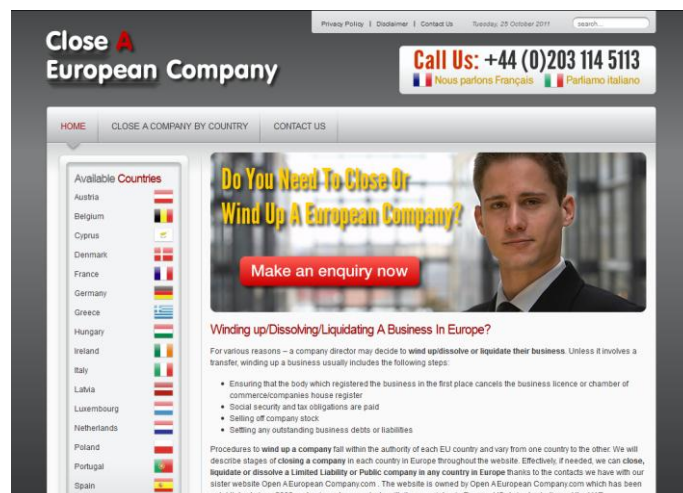 Privacy Policy | Disclaimer | Contact Us Tuesday, 25 October 2011 search...
Close A
European Company
Call Us: +44 (0)203 114 5113
Nous parlons Français Parliamo italiano
HOME CLOSE A COMPANY BY COUNTRY CONTACT US
Available Countries
Austria
Belgium
Cyprus
Denmark
France
Germany
Greece
Hungary
Ireland
Italy
Latvia
Luxembourg
Netherlands
Poland
Portugal
Spain
Do You Need To Close Or
Wind Up A European Company?
Make an enquiry now
Winding up/Dissolving/Liquidating A Business In Europe?
For various reasons – a company director may decide to wind up/dissolve or liquidate their business. Unless it involves a
transfer, winding up a business usually includes the following steps:
Ensuring that the body which registered the business in the first place cancels the business licence or chamber of
commerce/companies house register
Social security and tax obligations are paid
Selling off company stock
Settling any outstanding business debts or liabilities
Procedures to wind up a company fall within the authority of each EU country and vary from one country to the other. We will
describe stages of closing a company in each country in Europe throughout the website. Effectively, if needed, we can close,
liquidate or dissolve a Limited Liability or Public company in any country in Europe thanks to the contacts we have with our
sister website Open AEuropean Company.com . The website is owned by Open AEuropean Company.com which has been